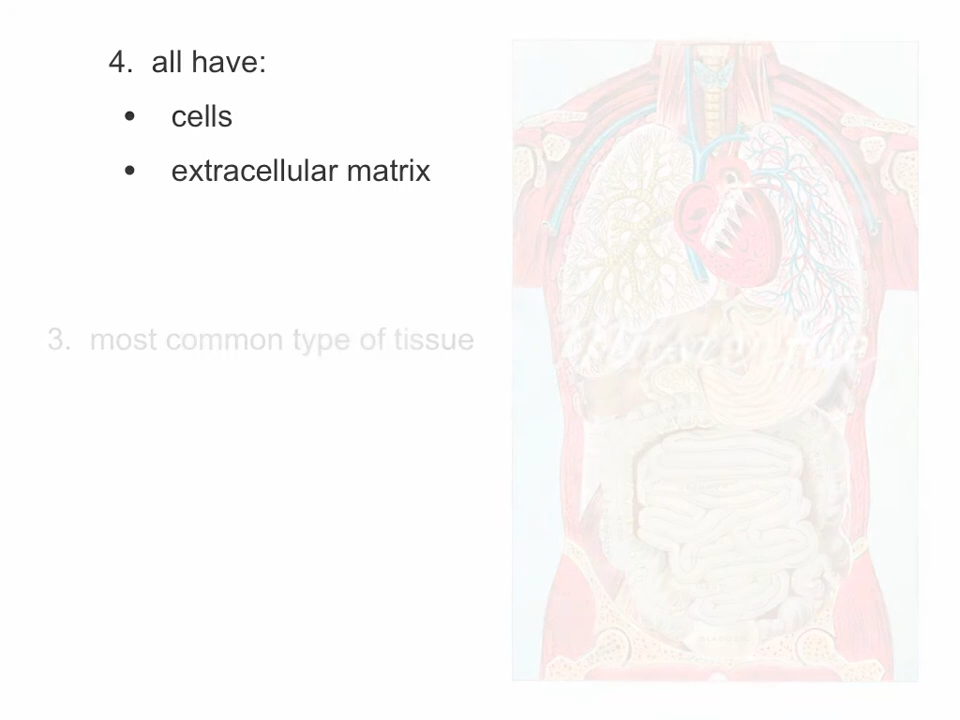 4. all have:
• cells
• extracellular matrix
3. most common type of tissue